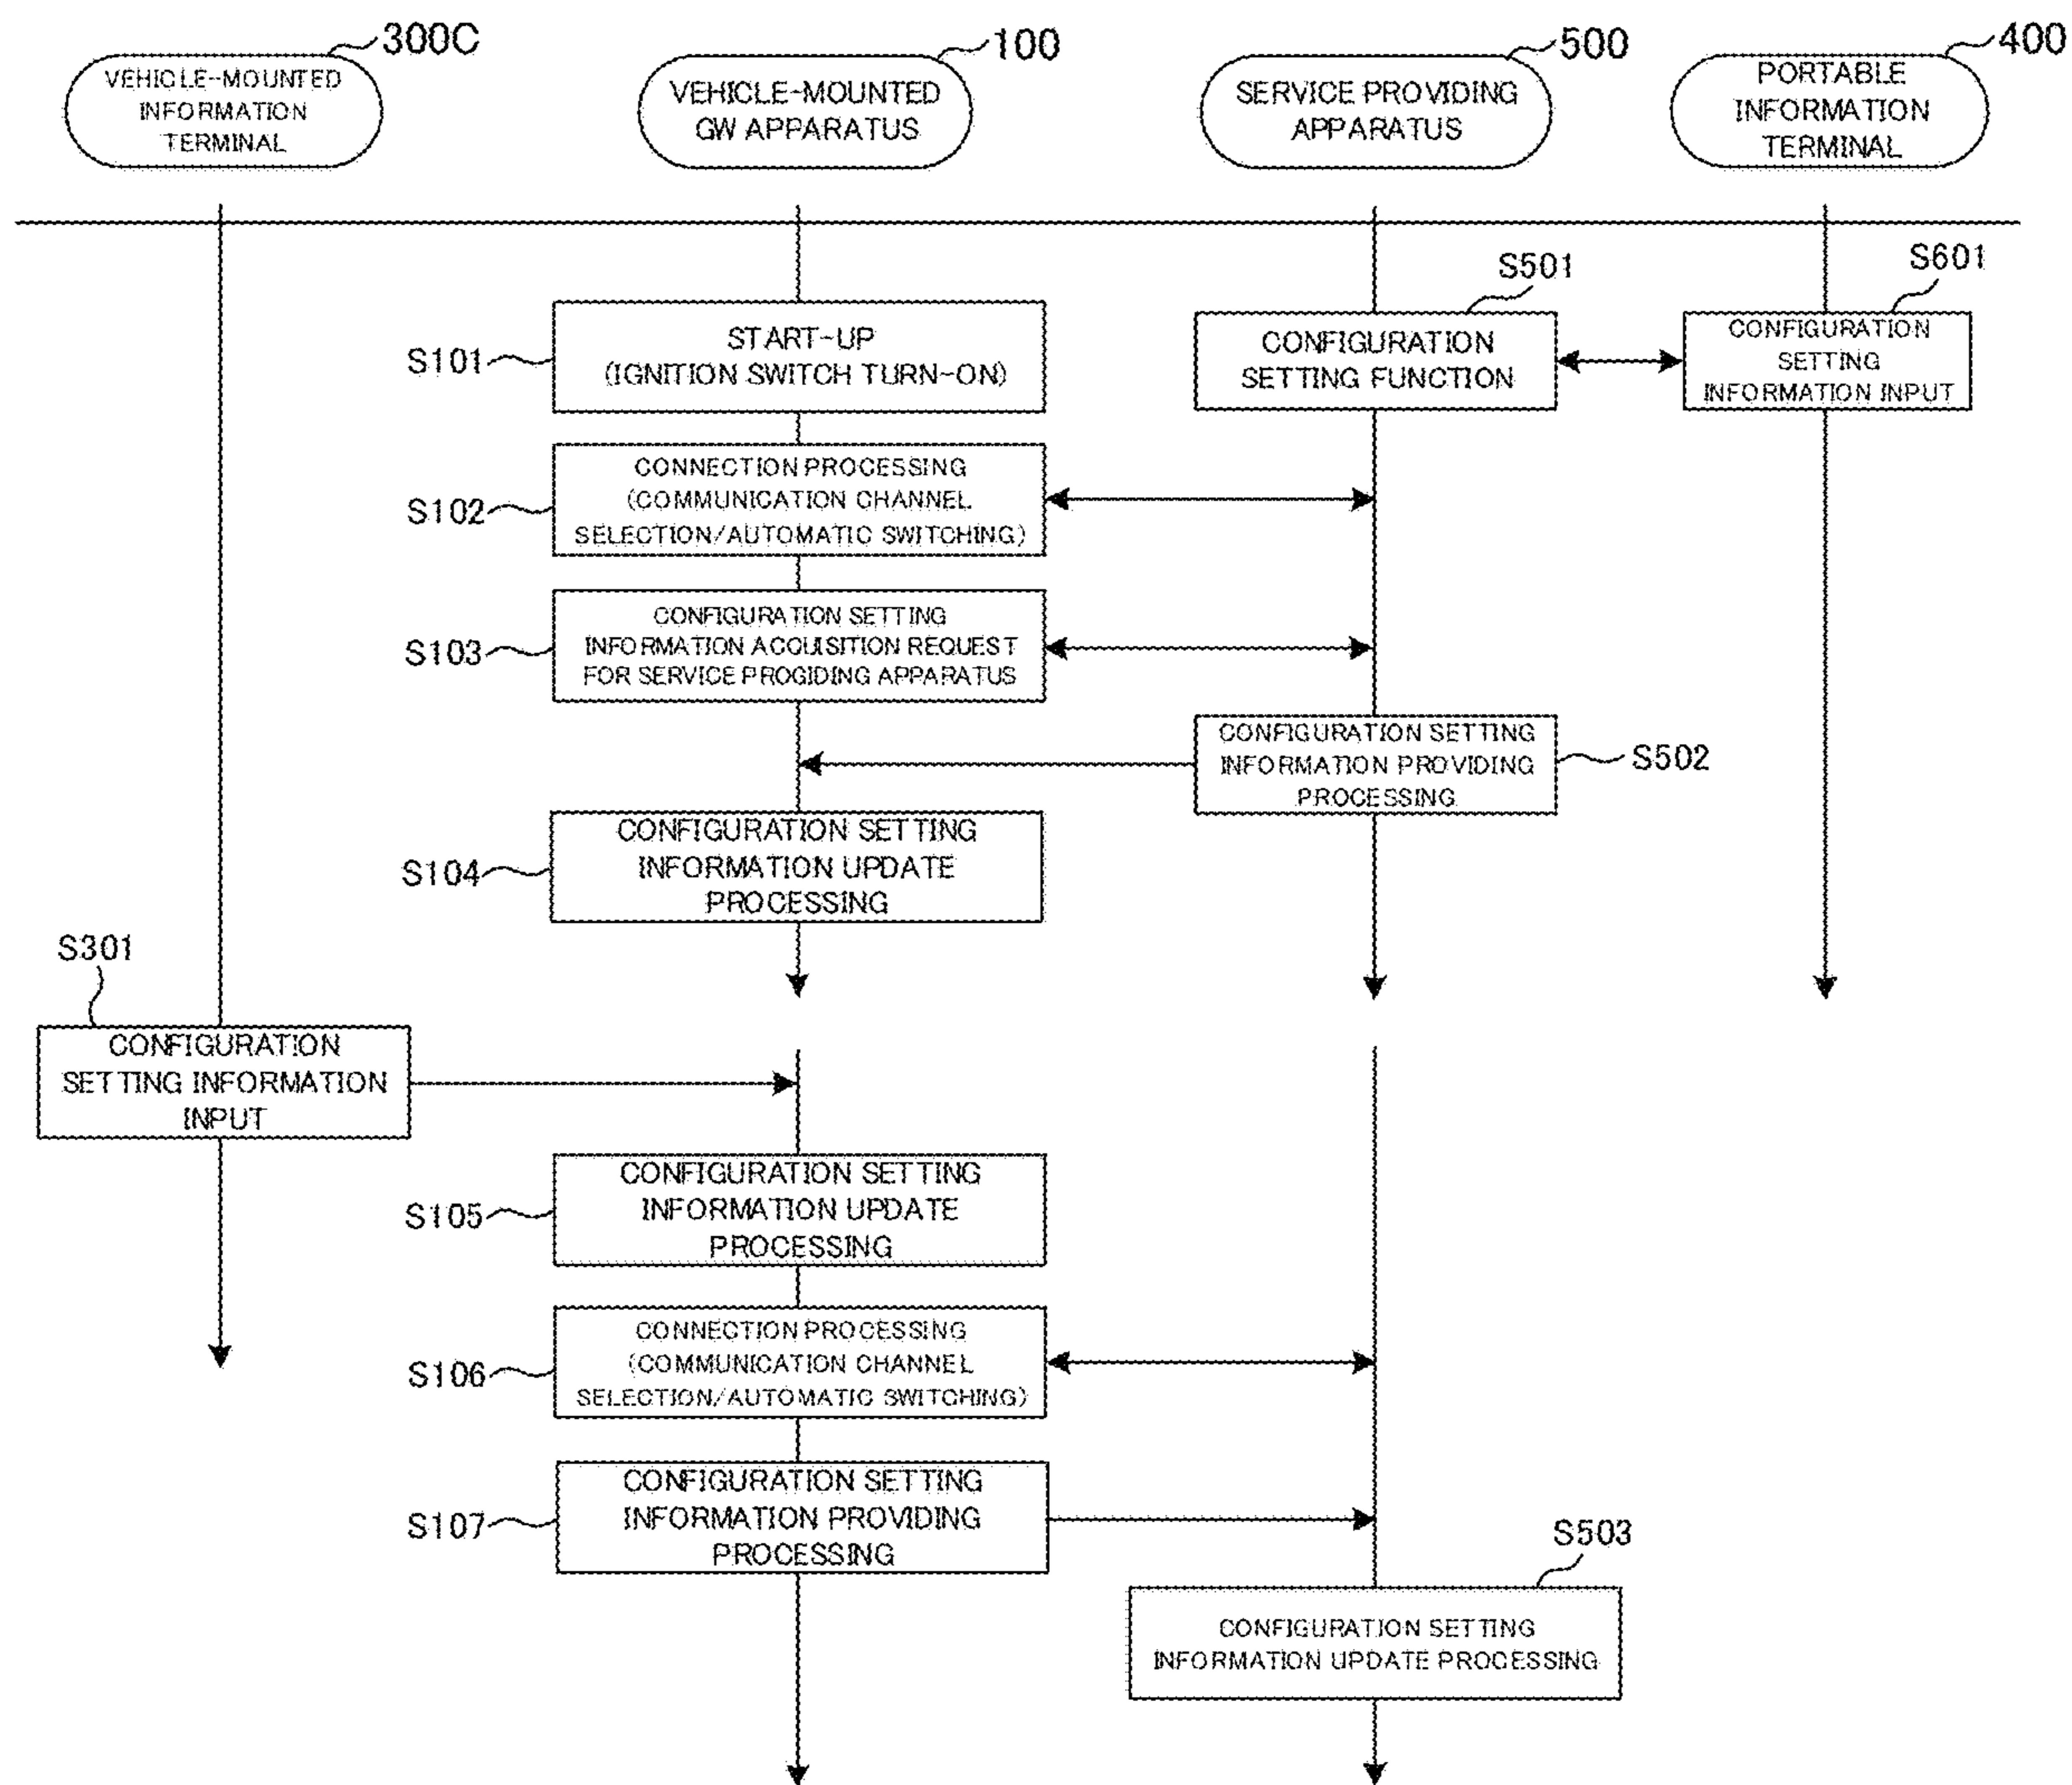 300C
VEHICLE-MOUNTED
INFORMATION
TERMINAL
100
VEHICLE-MOUNTED
GW APPARATUS
500
SERVICE PROVIDING
APPARATUS
400
PORTABLE
INFORMATION
TERMINAL
S101
START-UP
(IGNITION SWITCH TURN-ON)
S501
CONFIGURATION
SETTING FUNCTION
S601
CONFIGURATION
SETTING
INFORMATION INPUT
S102
CONNECTION PROCESSING
(COMMUNICATION CHANNEL
SELECTION/AUTOMATIC SWITCHING)
S103
CONFIGURATION SETTING
INFORMATION ACQUISITION REQUEST
FOR SERVICE PROGIDING APPARATUS
CONFIGURATION SETTING
INFORMATION PROVIDING
PROCESSING
S502
S104
CONFIGURATION SETTING
INFORMATION UPDATE
PROCESSING
S301
CONFIGURATION
SETTING INFORMATION
INPUT
S105
CONFIGURATION SETTING
INFORMATION UPDATE
PROCESSING
S106
CONNECTION PROCESSING
(COMMUNICATION CHANNEL
SELECTION/AUTOMATIC SWITCHING)
S107
CONFIGURATION SETTING
INFORMATION PROVIDING
PROCESSING
S503
CONFIGURATION SETTING
INFORMATION UPDATE PROCESSING